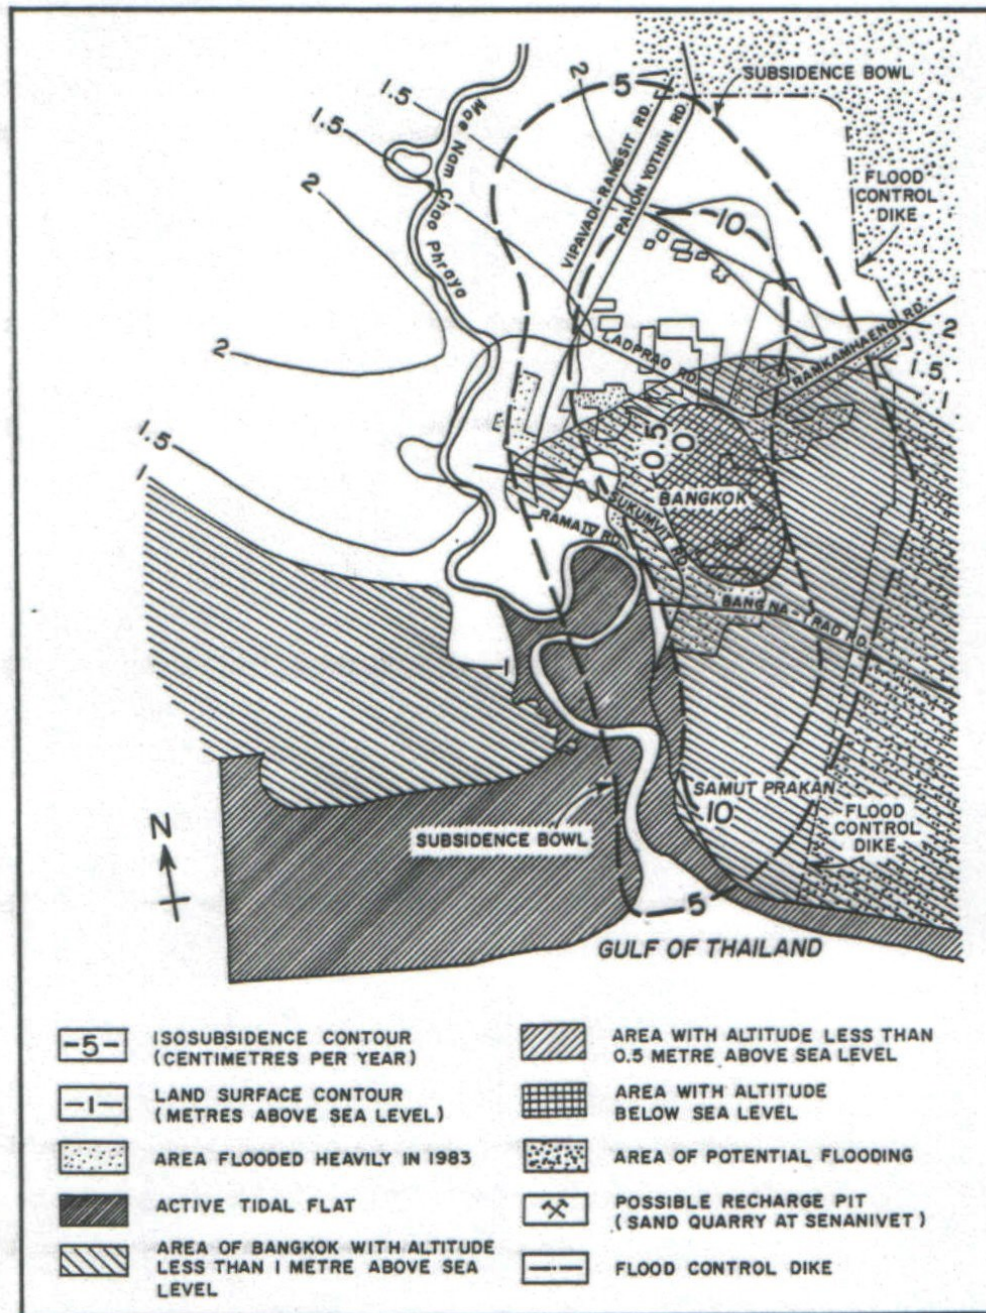 5
2
SUBSIDENCE BOWL
1.5
1.5
Mae Nam Chao Phraya
VIPAVADI-RANGSIT RD.
PAHON YOTHIN RD.
FLOOD
CONTROL
DIKE
2
10
2
LADPRAO RD.
RAMKAMHAENG RD.
2
1.5
1
1.5
1
0.5
0
BANGKOK
SUKUMVIT RD.
RAMA IV RD.
BANG NA-TRAD RD.
1
SAMUT PRAKAN
10
FLOOD
CONTROL
DIKE
N
SUBSIDENCE BOWL
5
GULF OF THAILAND
-5-
ISOSUBSIDENCE CONTOUR
(CENTIMETRES PER YEAR)
-1-
LAND SURFACE CONTOUR
(METRES ABOVE SEA LEVEL)
AREA FLOODED HEAVILY IN 1983
ACTIVE TIDAL FLAT
AREA OF BANGKOK WITH ALTITUDE
LESS THAN 1 METRE ABOVE SEA
LEVEL
AREA WITH ALTITUDE LESS THAN
0.5 METRE ABOVE SEA LEVEL
AREA WITH ALTITUDE
BELOW SEA LEVEL
AREA OF POTENTIAL FLOODING
POSSIBLE RECHARGE PIT
(SAND QUARRY AT SENANIVET)
FLOOD CONTROL DIKE